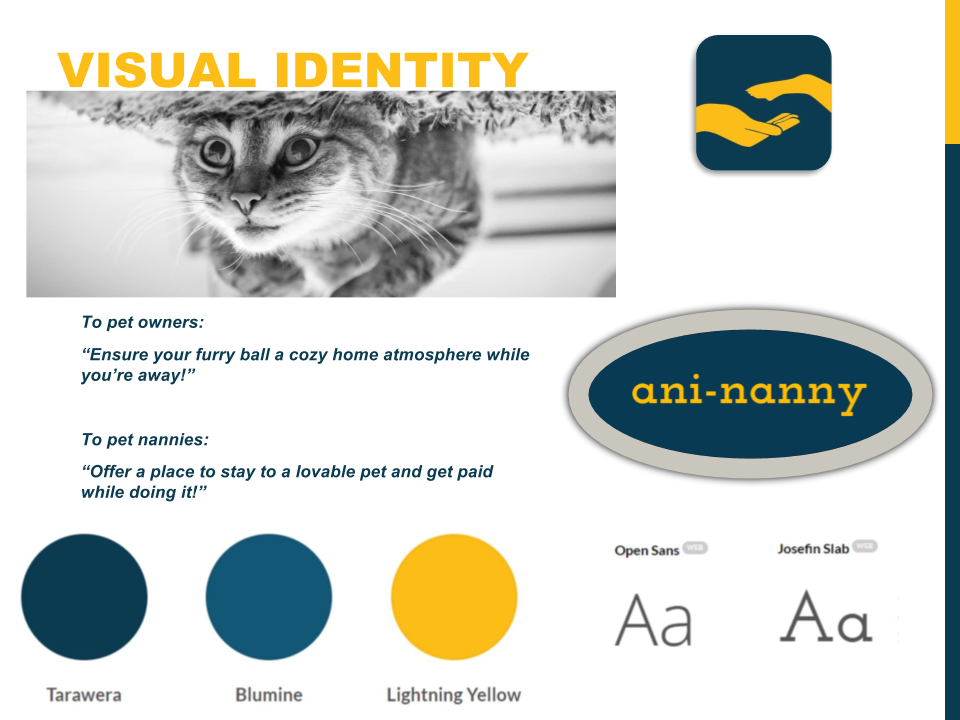 VISUAL IDENTITY
To pet owners:
“Ensure your furry ball a cozy home atmosphere while
you’re away!”
ani-nanny
To pet nannies:
“Offer a place to stay to a lovable pet and get paid
while doing it!”
Open Sans WEB
Josefin Slab WEB
Aa
Aa
Tarawera
Blumine
Lightning Yellow